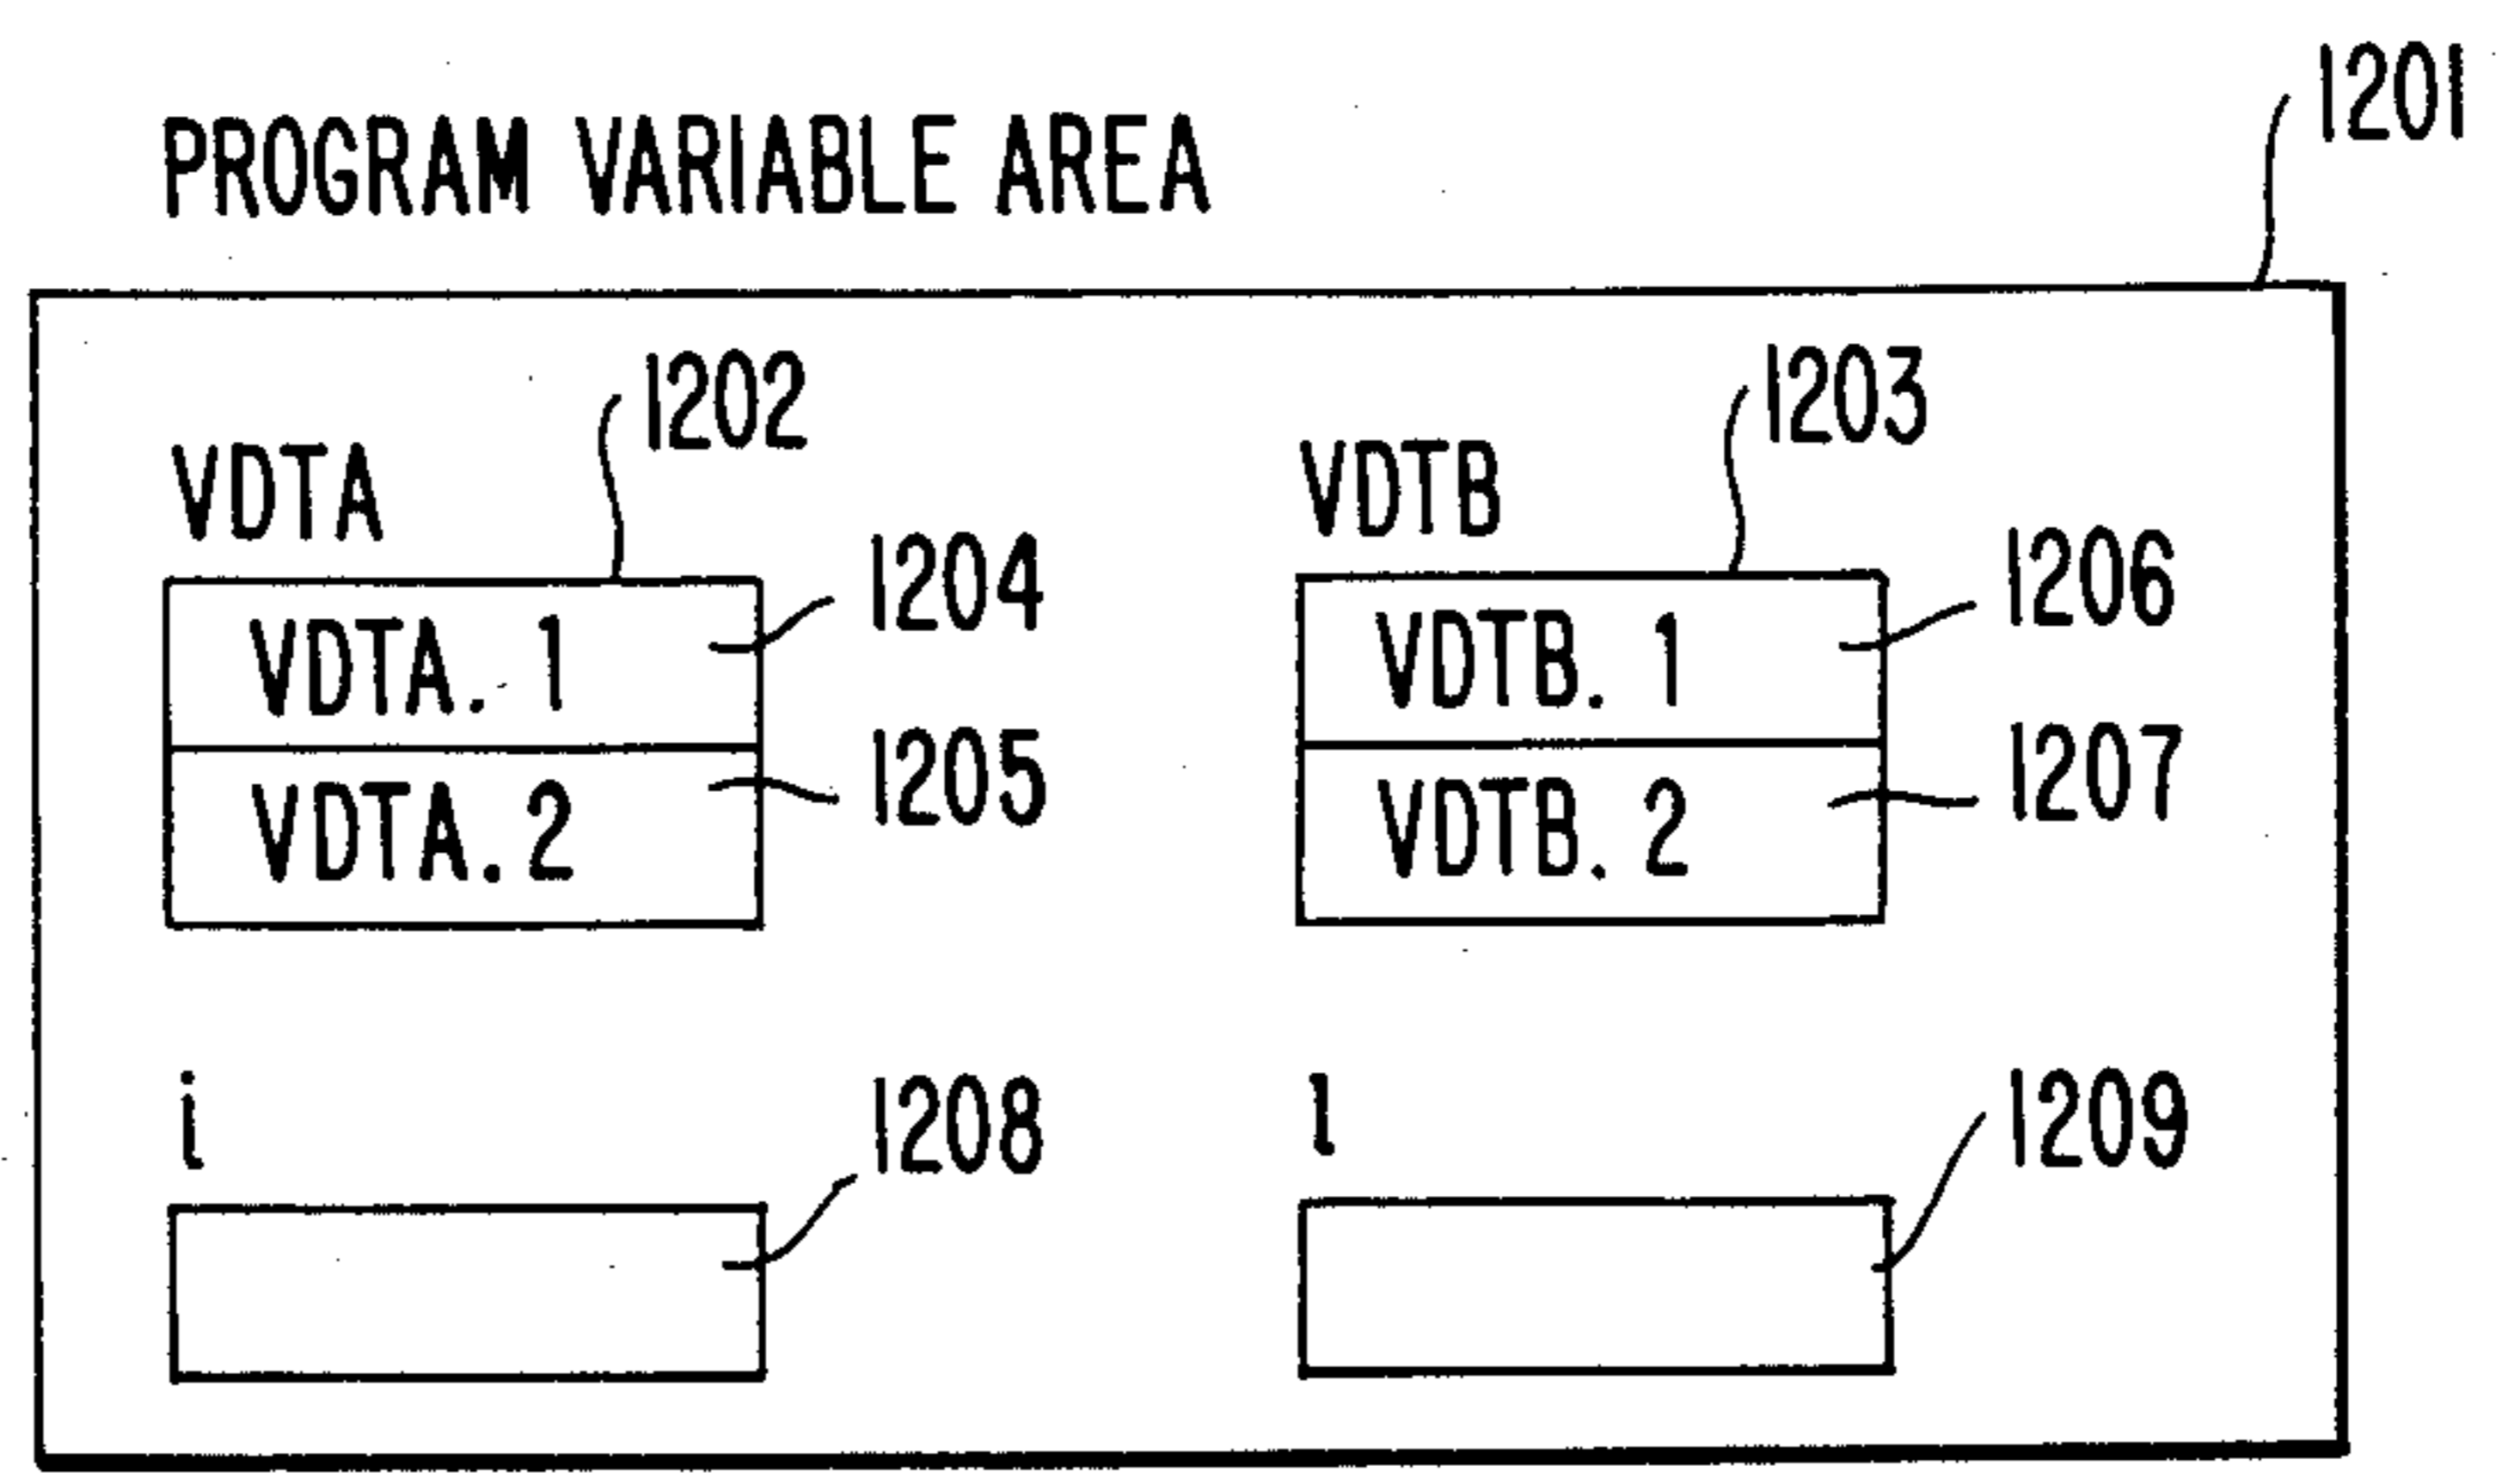 1201
PROGRAM VARIABLE AREA
1202
1203
VDTA
VDTB
1204
1206
VDTA. 1
VDTB. 1
1205
1207
VDTA. 2
VDTB. 2
i
1208
l
1209